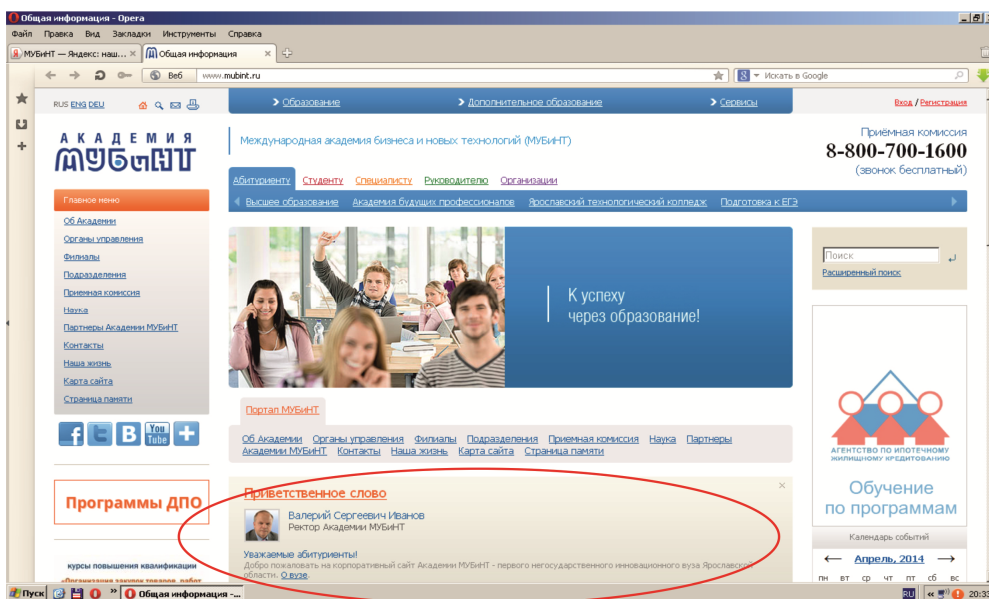 Общая информация - Opera
Файл Правка Вид Закладки Инструменты Справка
МУБиНТ — Яндекс: наш... Общая информация
Веб www.mubint.ru Искать в Google
RUS ENG DEU
Образование Дополнительное образование Сервисы
Вход / Регистрация
АКАДЕМИЯ
МУБиНТ
Международная академия бизнеса и новых технологий (МУБиНТ)
Приёмная комиссия
8-800-700-1600
(звонок бесплатный)
Абитуриенту Студенту Специалисту Руководителю Организации
Высшее образование Академия будущих профессионалов Ярославский технологический колледж Подготовка к ЕГЭ
Главное меню
Об Академии
Органы управления
Филиалы
Подразделения
Приемная комиссия
Наука
Партнеры Академии МУБиНТ
Контакты
Наша жизнь
Карта сайта
Страница памяти
К успеху
через образование!
Поиск
Расширенный поиск
You
Tube
Программы ДПО
курсы повышения квалификации
«Организация закупок товаров, работ
Портал МУБиНТ
Об Академии Органы управления Филиалы Подразделения Приемная комиссия Наука Партнеры
Академии МУБиНТ Контакты Наша жизнь Карта сайта Страница памяти
Приветственное слово
Валерий Сергеевич Иванов
Ректор Академии МУБиНТ
Уважаемые абитуриенты!
Добро пожаловать на корпоративный сайт Академии МУБиНТ - первого негосударственного инновационного вуза Ярославской
области. О вузе.
АГЕНТСТВО ПО ИПОТЕЧНОМУ
ЖИЛИЩНОМУ КРЕДИТОВАНИЮ
Обучение
по программам
Календарь событий
← Апрель, 2014 →
пн вт ср чт пт сб вс
Пуск Общая информация -... RU 20:33